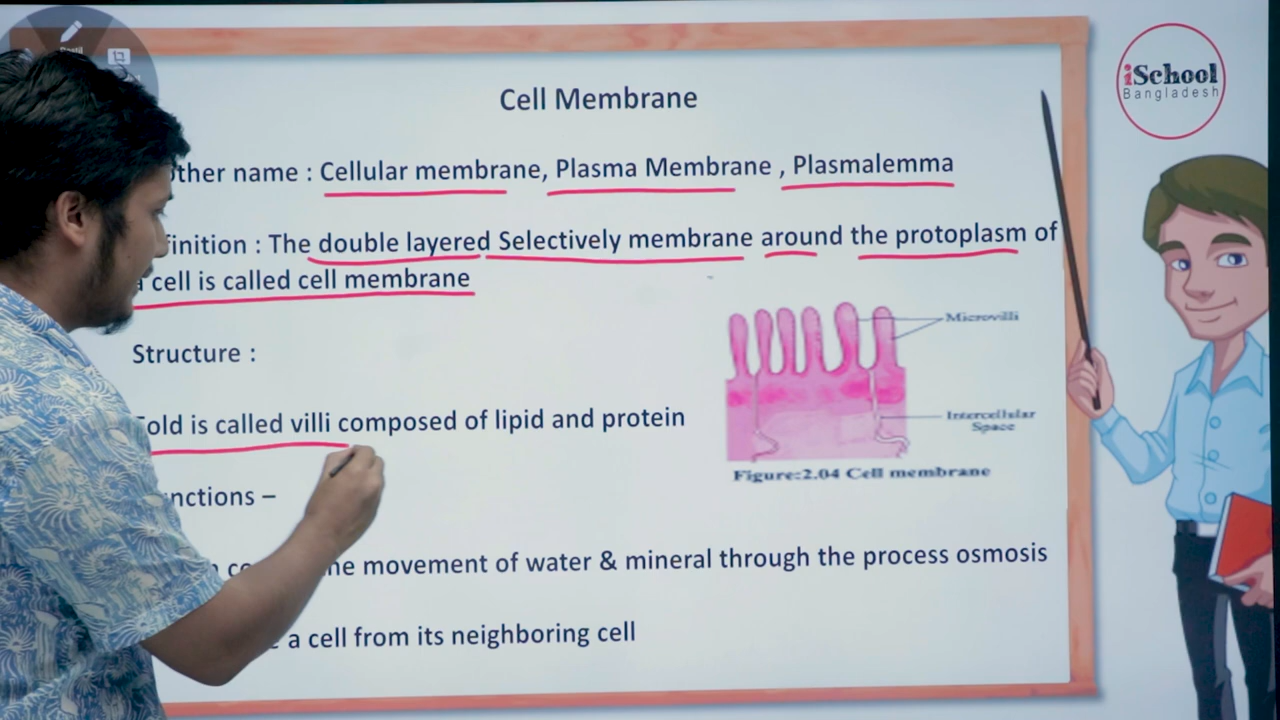 Cell Membrane
iSchool
Bangladesh
ther name : Cellular membrane, Plasma Membrane , Plasmalemma
finition : The double layered Selectively membrane around the protoplasm of
a cell is called cell membrane
Structure :
Fold is called villi composed of lipid and protein
Microvilli
Intercellular
Space
Figure:2.04 Cell membrane
nctions –
he movement of water & mineral through the process osmosis
a cell from its neighboring cell